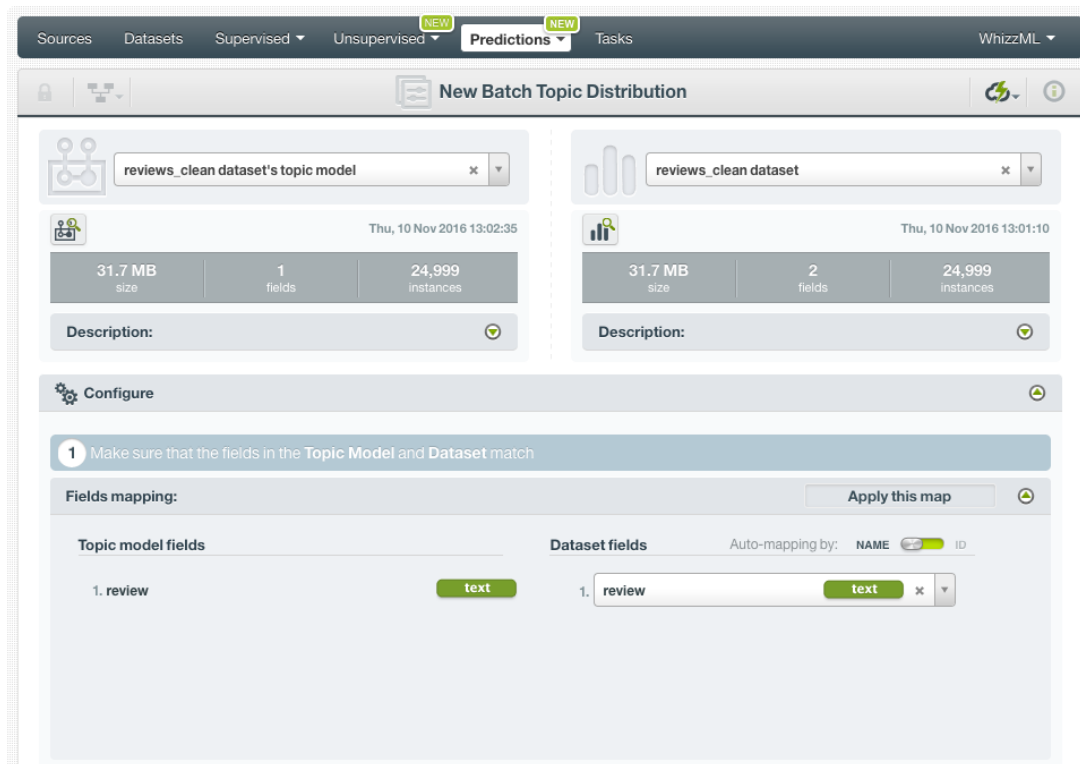 NEW NEW
Sources Datasets Supervised Unsupervised Predictions Tasks WhizzML
New Batch Topic Distribution
reviews_clean dataset's topic model
reviews_clean dataset
Thu, 10 Nov 2016 13:02:35
Thu, 10 Nov 2016 13:01:10
31.7 MB 1 24,999
size fields instances
31.7 MB 2 24,999
size fields instances
Description:
Description:
Configure
1 Make sure that the fields in the Topic Model and Dataset match
Fields mapping: Apply this map
Topic model fields
Dataset fields Auto-mapping by: NAME ID
1. review text
1. review text